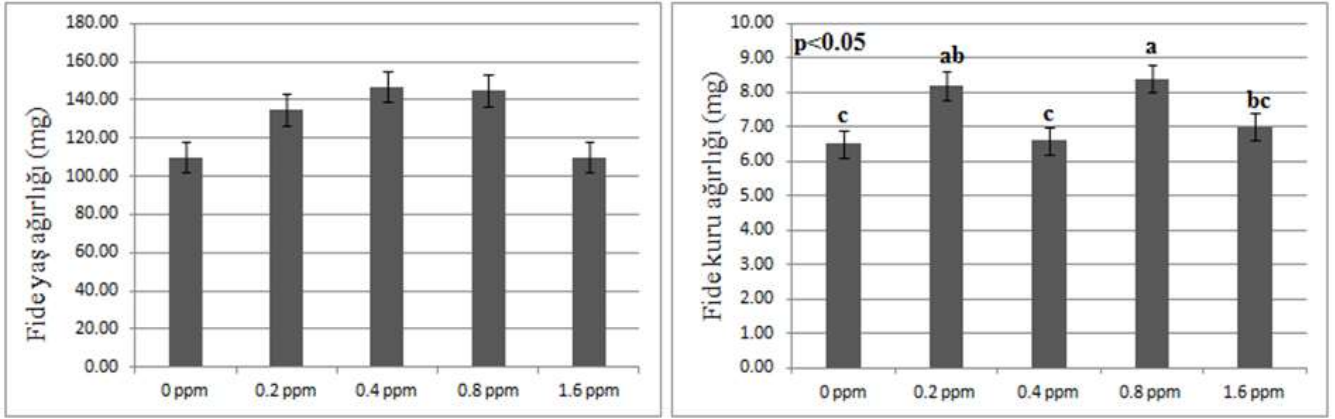 Fide yaş ağırlığı (mg)
180.00
160.00
140.00
120.00
100.00
80.00
60.00
40.00
20.00
0.00
0 ppm
0.2 ppm
0.4 ppm
0.8 ppm
1.6 ppm
Fide kuru ağırlığı (mg)
10.00
9.00
8.00
7.00
6.00
5.00
4.00
3.00
2.00
1.00
0.00
p<0.05
c
ab
c
a
bc
0 ppm
0.2 ppm
0.4 ppm
0.8 ppm
1.6 ppm